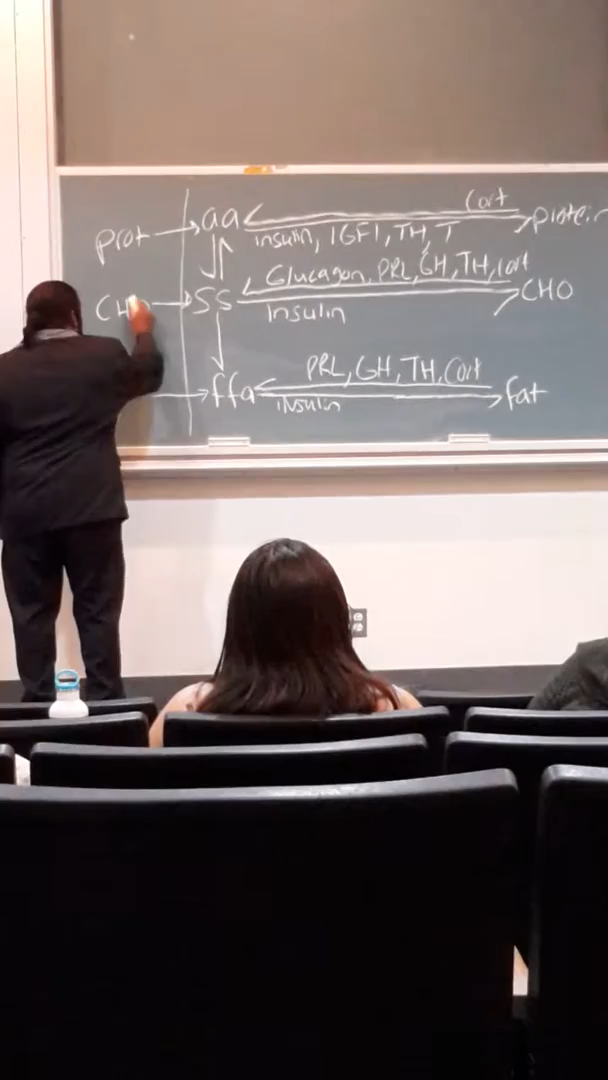 Cort
prot → aa protein
insulin, IGF1, TH, T
Glucagon, PRL, GH, TH, Cort
CHO → SS CHO
Insulin
PRL, GH, TH, Cort
→ ffa fat
insulin